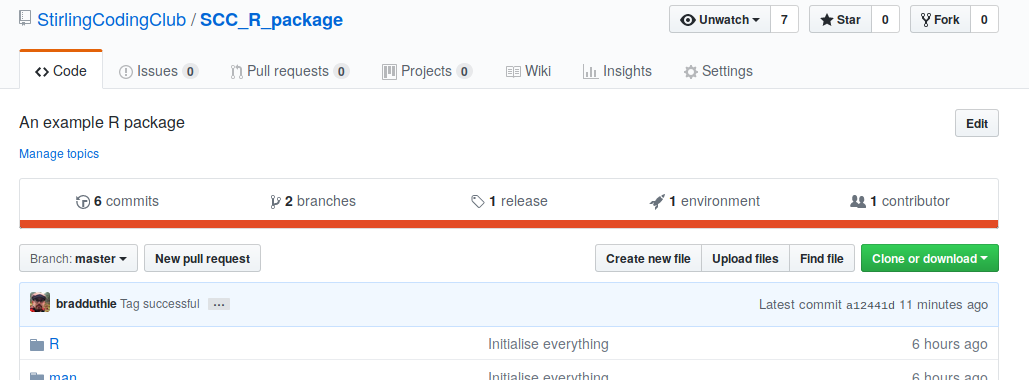 StirlingCodingClub / SCC_R_package
Unwatch 7 Star 0 Fork 0
Code Issues 0 Pull requests 0 Projects 0 Wiki Insights Settings
An example R package
Edit
Manage topics
6 commits 2 branches 1 release 1 environment 1 contributor
Branch: master New pull request Create new file Upload files Find file Clone or download
bradduthie Tag successful ... Latest commit a12441d 11 minutes ago
R Initialise everything 6 hours ago
man Initialise everything 6 hours ago